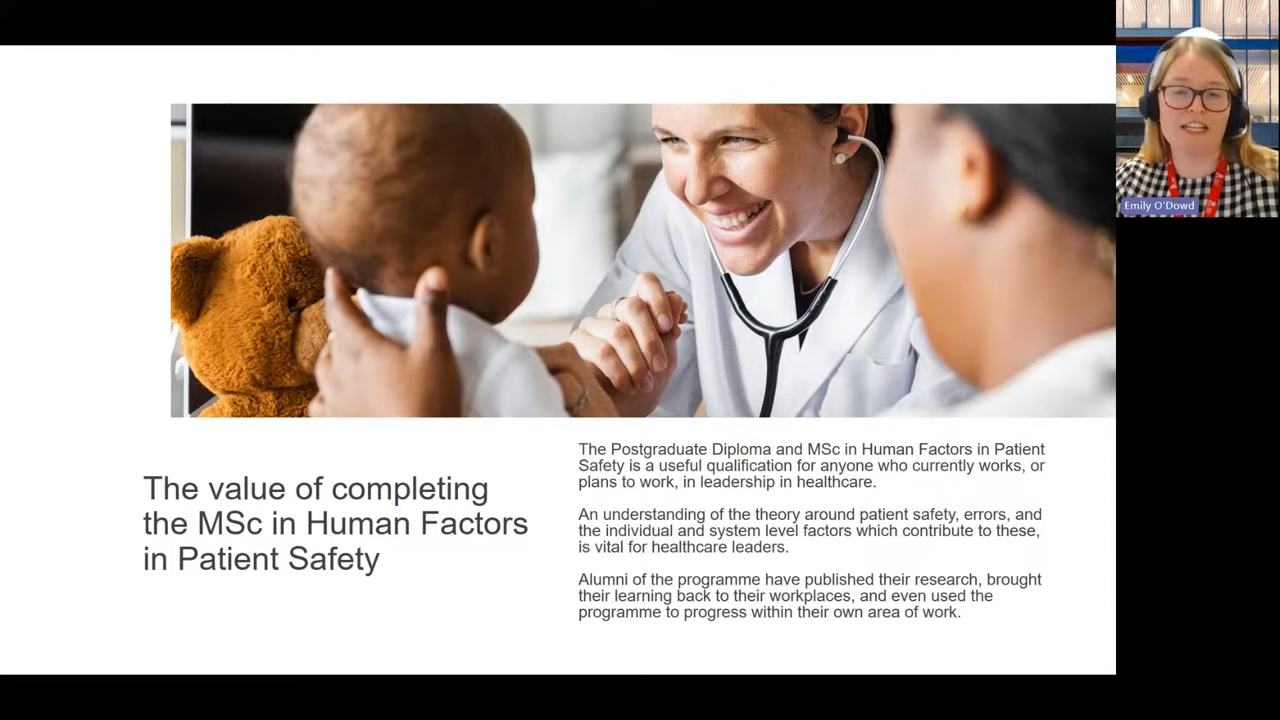 Emily O'Dowd
The value of completing
the MSc in Human Factors
in Patient Safety
The Postgraduate Diploma and MSc in Human Factors in Patient
Safety is a useful qualification for anyone who currently works, or
plans to work, in leadership in healthcare.
An understanding of the theory around patient safety, errors, and
the individual and system level factors which contribute to these,
is vital for healthcare leaders.
Alumni of the programme have published their research, brought
their learning back to their workplaces, and even used the
programme to progress within their own area of work.